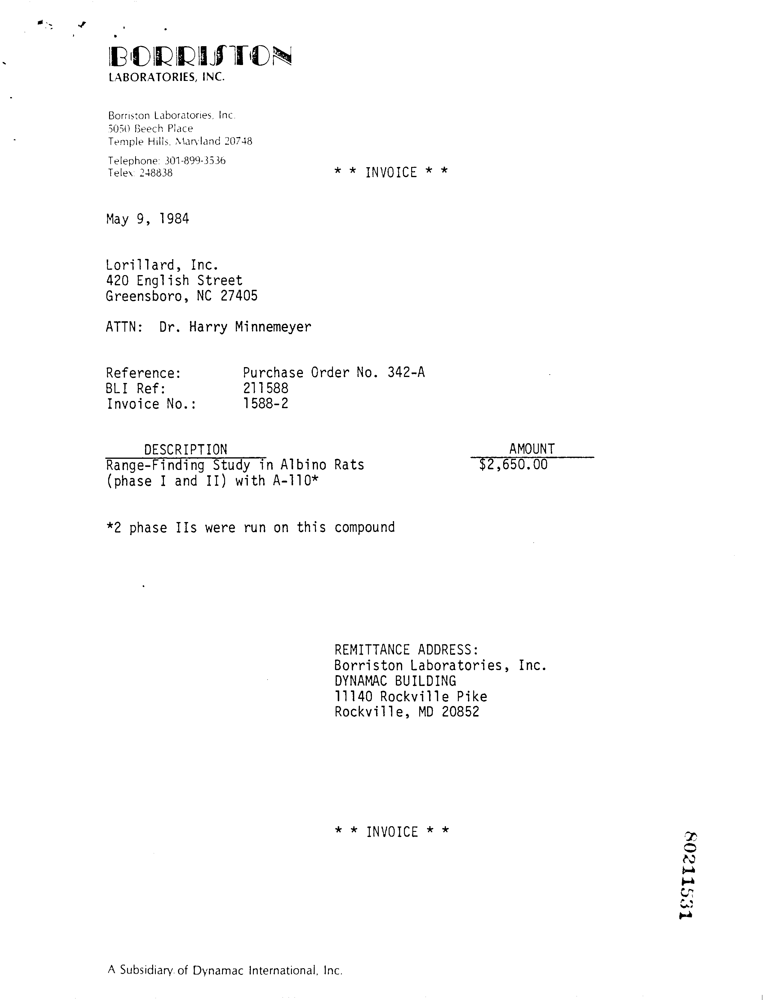 BORRISTON
LABORATORIES, INC.
Borriston Laboratories, Inc.
5050 Beech Place
Temple Hills, Maryland 20748
Telephone: 301-899-3536
Telex: 248838
* * INVOICE * *
May 9, 1984
Lorillard, Inc.
420 English Street
Greensboro, NC 27405
ATTN: Dr. Harry Minnemeyer
Reference: Purchase Order No. 342-A
BLI Ref: 211588
Invoice No.: 1588-2
DESCRIPTION AMOUNT
Range-Finding Study in Albino Rats $2,650.00
(phase I and II) with A-110*
*2 phase IIs were run on this compound
REMITTANCE ADDRESS:
Borriston Laboratories, Inc.
DYNAMAC BUILDING
11140 Rockville Pike
Rockville, MD 20852
* * INVOICE * *
80211531
A Subsidiary of Dynamac International, Inc.